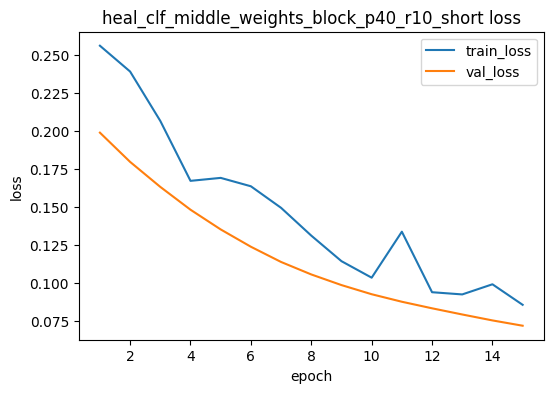 heal_clf_middle_weights_block_p40_r10_short loss
train_loss
val_loss
0.250
0.225
0.200
0.175
0.150
0.125
0.100
0.075
loss
2 4 6 8 10 12 14
epoch